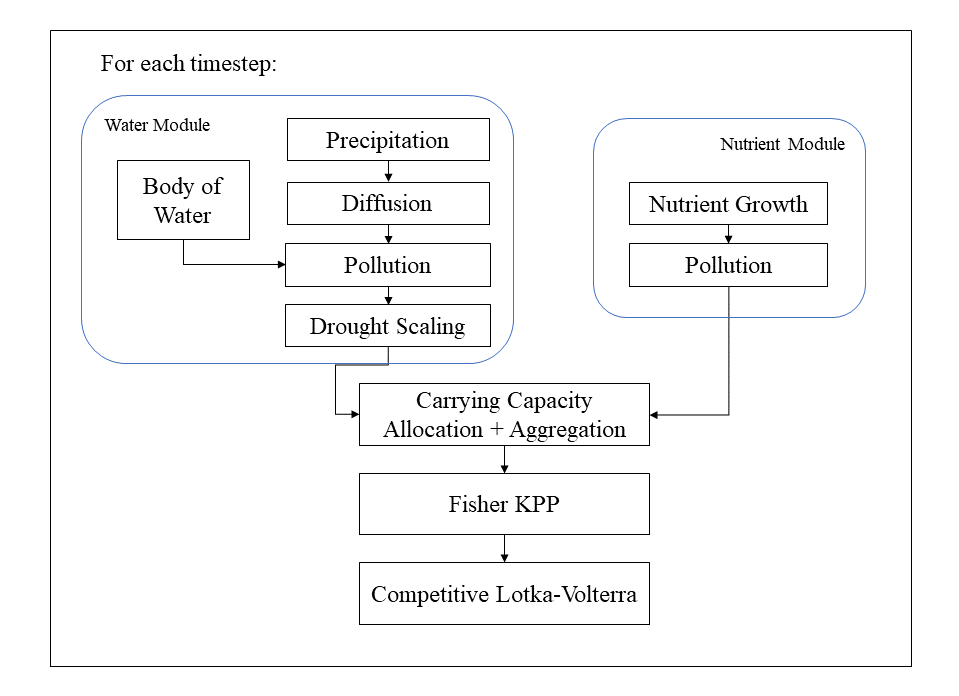 For each timestep:
Water Module
Precipitation
Body of
Water
Diffusion
Pollution
Drought Scaling
Nutrient Module
Nutrient Growth
Pollution
Carrying Capacity
Allocation + Aggregation
Fisher KPP
Competitive Lotka-Volterra